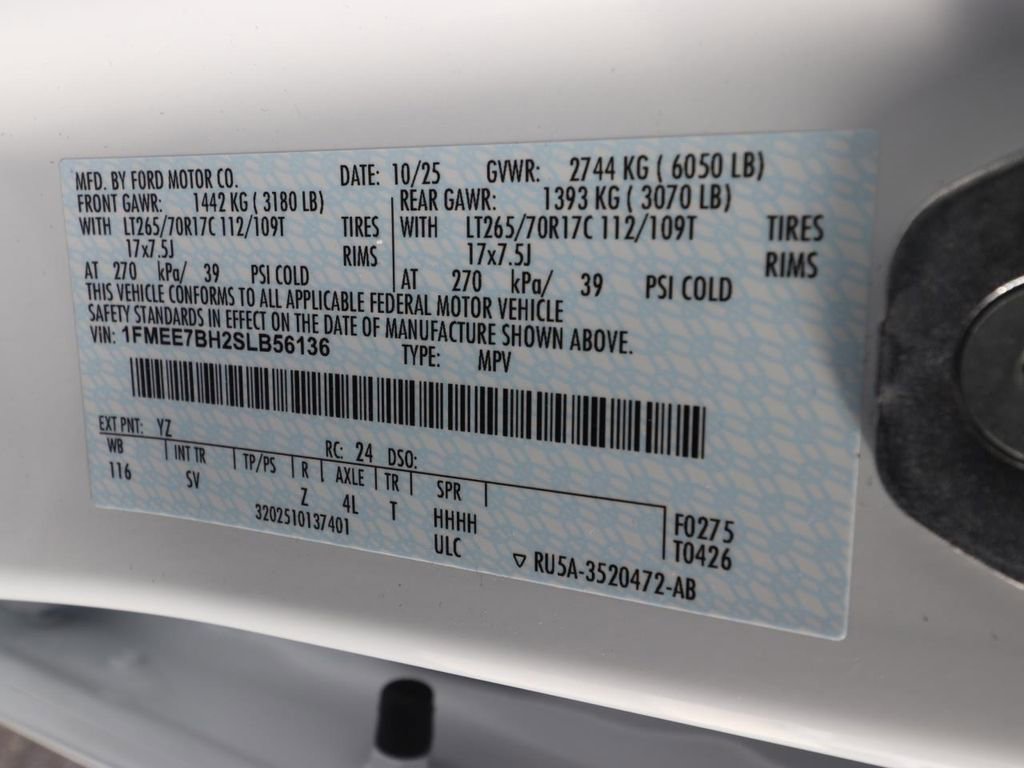 MFD. BY FORD MOTOR CO. DATE: 10/25 GVWR: 2744 KG ( 6050 LB)
FRONT GAWR: 1442 KG ( 3180 LB) REAR GAWR: 1393 KG ( 3070 LB)
WITH LT265/70R17C 112/109T TIRES WITH LT265/70R17C 112/109T TIRES
17x7.5J RIMS 17x7.5J RIMS
AT 270 kPa/ 39 PSI COLD AT 270 kPa/ 39 PSI COLD
THIS VEHICLE CONFORMS TO ALL APPLICABLE FEDERAL MOTOR VEHICLE
SAFETY STANDARDS IN EFFECT ON THE DATE OF MANUFACTURE SHOWN ABOVE.
VIN: 1FMEE7BH2SLB56136 TYPE: MPV
EXT PNT: YZ RC: 24 DSO:
WB INT TR TP/PS R AXLE TR SPR
116 SV Z 4L T HHHH F0275
3202510137401 ULC T0426
RU5A-3520472-AB